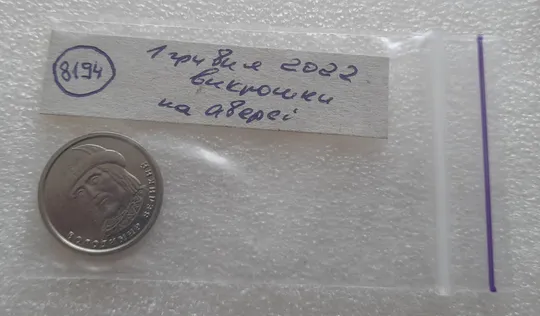 8194
1 гривня 2022
викрошки
на аверсі
ВОЛОДИМИР ВЕЛИКИЙ